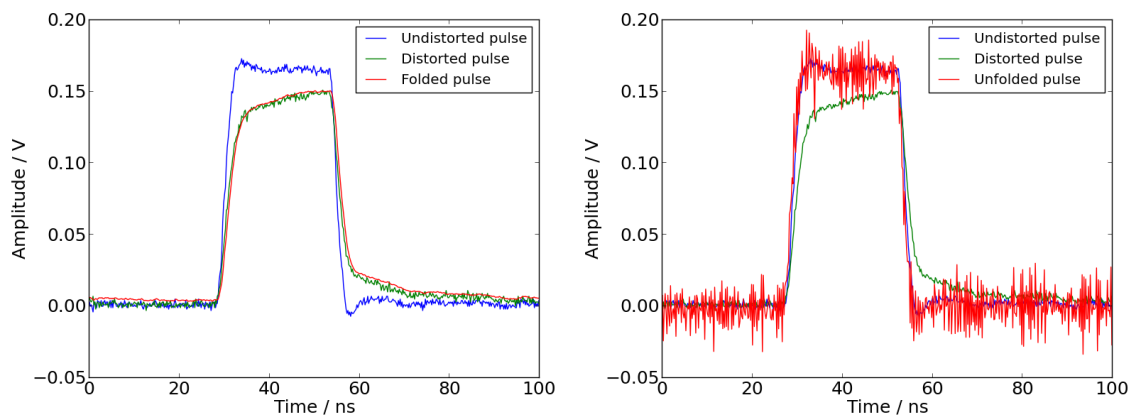 0.20
0.15
0.10
0.05
0.00
−0.05
Amplitude / V
0 20 40 60 80 100
Time / ns
Undistorted pulse
Distorted pulse
Folded pulse
0.20
0.15
0.10
0.05
0.00
−0.05
Amplitude / V
0 20 40 60 80 100
Time / ns
Undistorted pulse
Distorted pulse
Unfolded pulse